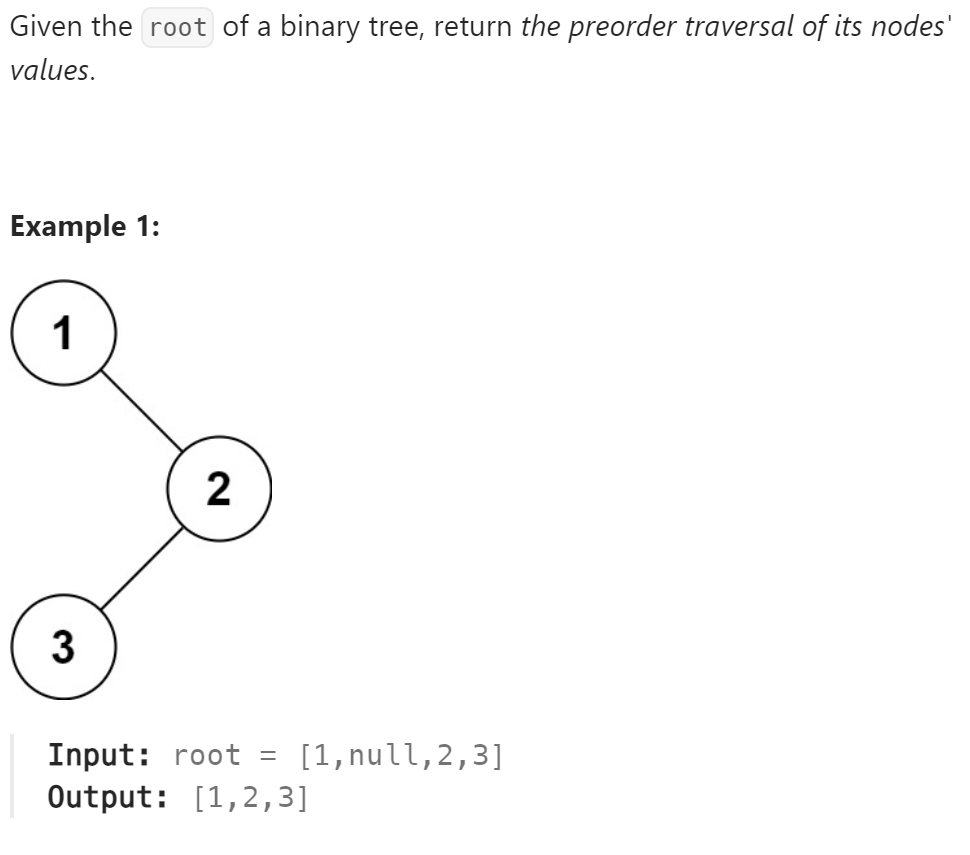 Given the root of a binary tree, return the preorder traversal of its nodes'
values.
Example 1:
1
2
3
Input: root = [1,null,2,3]
Output: [1,2,3]